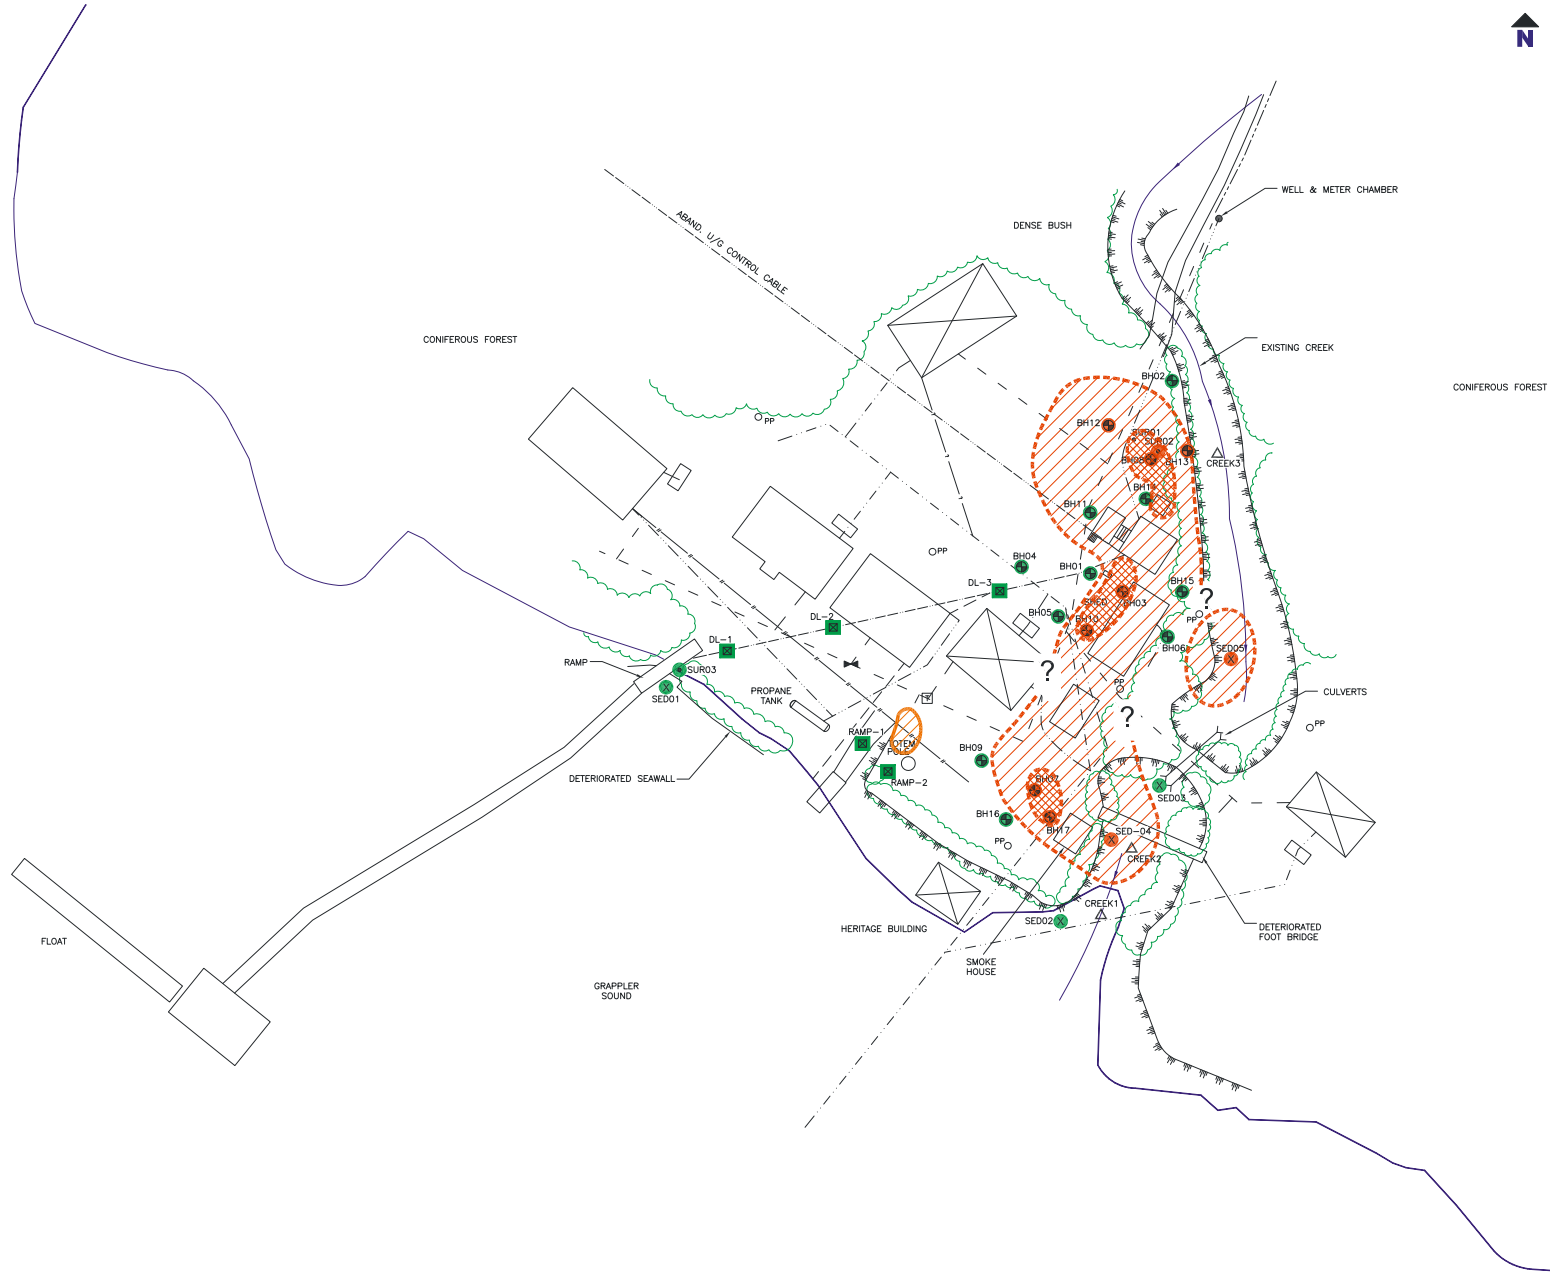 N
WELL & METER CHAMBER
ABAND. U/G CONTROL CABLE
DENSE BUSH
CONIFEROUS FOREST
EXISTING CREEK
BH02
CONIFEROUS FOREST
PP
BH12
SUR01
SUR02
BH08
BH13
CREEK3
BH14
BH11
PP
BH04
BH01
DL-3
BH15
?
SHED
BH03
BH05
PP
DL-2
BH10
DL-1
BH06
SED05
RAMP
SUR03
?
SED01
PROPANE
TANK
PP
CULVERTS
?
PP
RAMP-1
TOTEM
POLE
BH09
DETERIORATED SEAWALL
RAMP-2
BH07
SED03
BH16
BH17
SED-04
PP
CREEK2
CREEK1
SED02
HERITAGE BUILDING
DETERIORATED
FOOT BRIDGE
FLOAT
SMOKE
HOUSE
GRAPPLER
SOUND